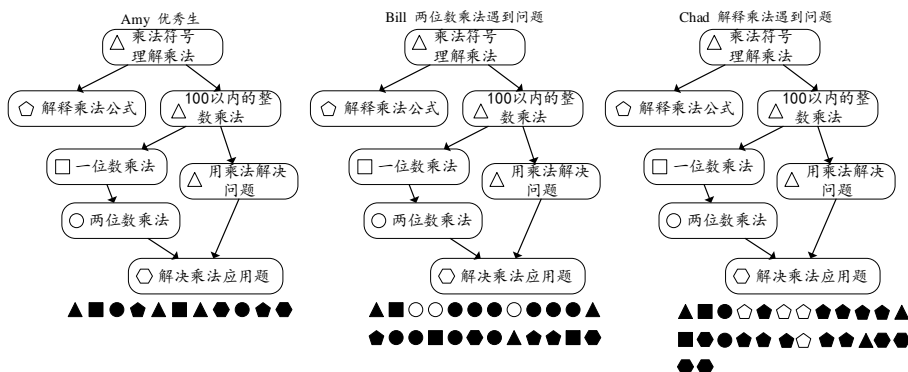 Amy 优秀生
乘法符号
理解乘法
解释乘法公式
100以内的整
数乘法
一位数乘法
用乘法解决
问题
两位数乘法
解决乘法应用题
Bill 两位数乘法遇到问题
乘法符号
理解乘法
解释乘法公式
100以内的整
数乘法
一位数乘法
用乘法解决
问题
两位数乘法
解决乘法应用题
Chad 解释乘法遇到问题
乘法符号
理解乘法
解释乘法公式
100以内的整
数乘法
一位数乘法
用乘法解决
问题
两位数乘法
解决乘法应用题